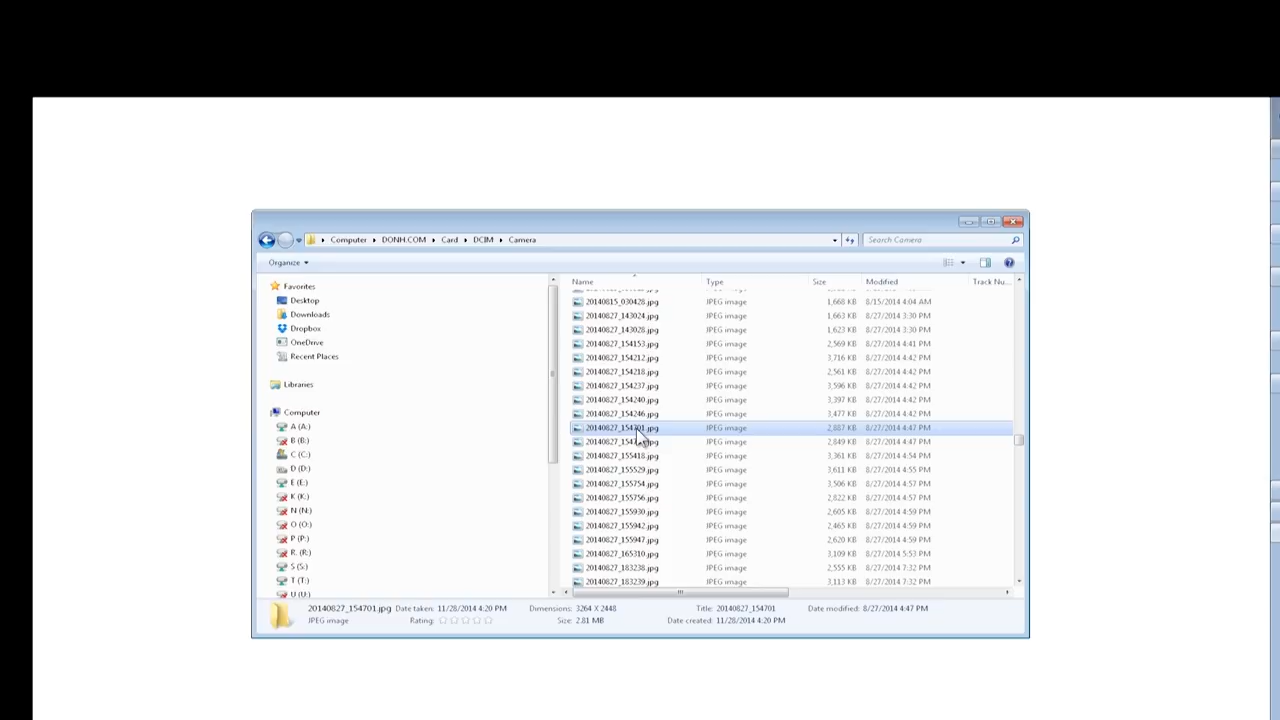 Computer ▸ DONH.COM ▸ Card ▸ DCIM ▸ Camera
Search Camera
Organize
Name Type Size Modified Track Nu...
20140815_030428.jpg JPEG image 1,668 KB 8/15/2014 4:04 AM
20140827_143024.jpg JPEG image 1,663 KB 8/27/2014 3:30 PM
20140827_143028.jpg JPEG image 1,623 KB 8/27/2014 3:30 PM
20140827_154153.jpg JPEG image 2,569 KB 8/27/2014 4:41 PM
20140827_154212.jpg JPEG image 3,716 KB 8/27/2014 4:42 PM
20140827_154218.jpg JPEG image 2,561 KB 8/27/2014 4:42 PM
20140827_154237.jpg JPEG image 3,596 KB 8/27/2014 4:42 PM
20140827_154240.jpg JPEG image 3,397 KB 8/27/2014 4:42 PM
20140827_154246.jpg JPEG image 3,477 KB 8/27/2014 4:42 PM
20140827_154701.jpg JPEG image 2,887 KB 8/27/2014 4:47 PM
JPEG image 2,849 KB 8/27/2014 4:47 PM
20140827_155418.jpg JPEG image 3,361 KB 8/27/2014 4:54 PM
20140827_155529.jpg JPEG image 3,611 KB 8/27/2014 4:55 PM
20140827_155754.jpg JPEG image 3,506 KB 8/27/2014 4:57 PM
20140827_155756.jpg JPEG image 2,822 KB 8/27/2014 4:57 PM
20140827_155930.jpg JPEG image 2,605 KB 8/27/2014 4:59 PM
20140827_155942.jpg JPEG image 2,465 KB 8/27/2014 4:59 PM
20140827_155947.jpg JPEG image 2,620 KB 8/27/2014 4:59 PM
20140827_165310.jpg JPEG image 3,109 KB 8/27/2014 5:53 PM
20140827_183238.jpg JPEG image 2,555 KB 8/27/2014 7:32 PM
20140827_183239.jpg JPEG image 3,113 KB 8/27/2014 7:32 PM
Favorites
Desktop
Downloads
Dropbox
OneDrive
Recent Places
Libraries
Computer
A (A:)
B (B:)
C (C:)
D (D:)
E (E:)
K (K:)
N (N:)
O (O:)
P (P:)
R. (R:)
S (S:)
T (T:)
U (U:)
20140827_154701.jpg Date taken: 11/28/2014 4:20 PM Dimensions: 3264 X 2448 Title: 20140827_154701 Date modified: 8/27/2014 4:47 PM
JPEG image Rating: Size: 2.81 MB Date created: 11/28/2014 4:20 PM